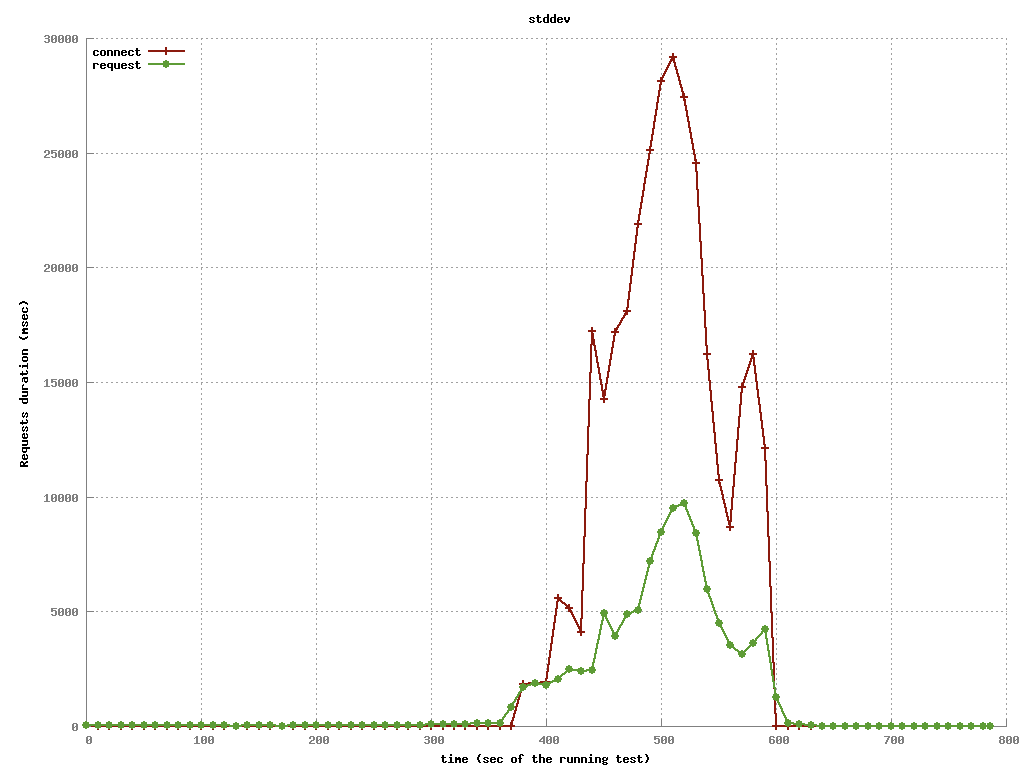 stddev
connect
request
30000
25000
20000
15000
10000
5000
0
Requests duration (msec)
0 100 200 300 400 500 600 700 800
time (sec of the running test)